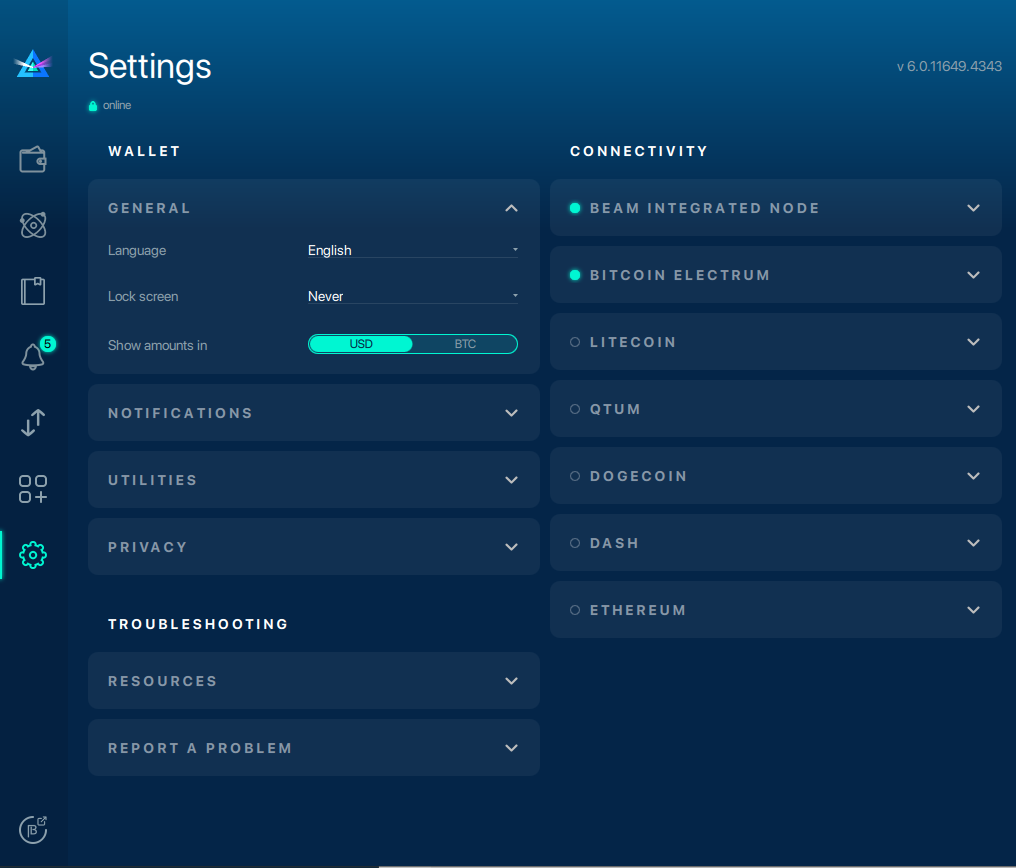 Settings
v 6.0.11649.4343
online
WALLET
GENERAL
Language English
Lock screen Never
Show amounts in USD BTC
NOTIFICATIONS
UTILITIES
PRIVACY
TROUBLESHOOTING
RESOURCES
REPORT A PROBLEM
CONNECTIVITY
BEAM INTEGRATED NODE
BITCOIN ELECTRUM
LITECOIN
QTUM
DOGECOIN
DASH
ETHEREUM
5
B